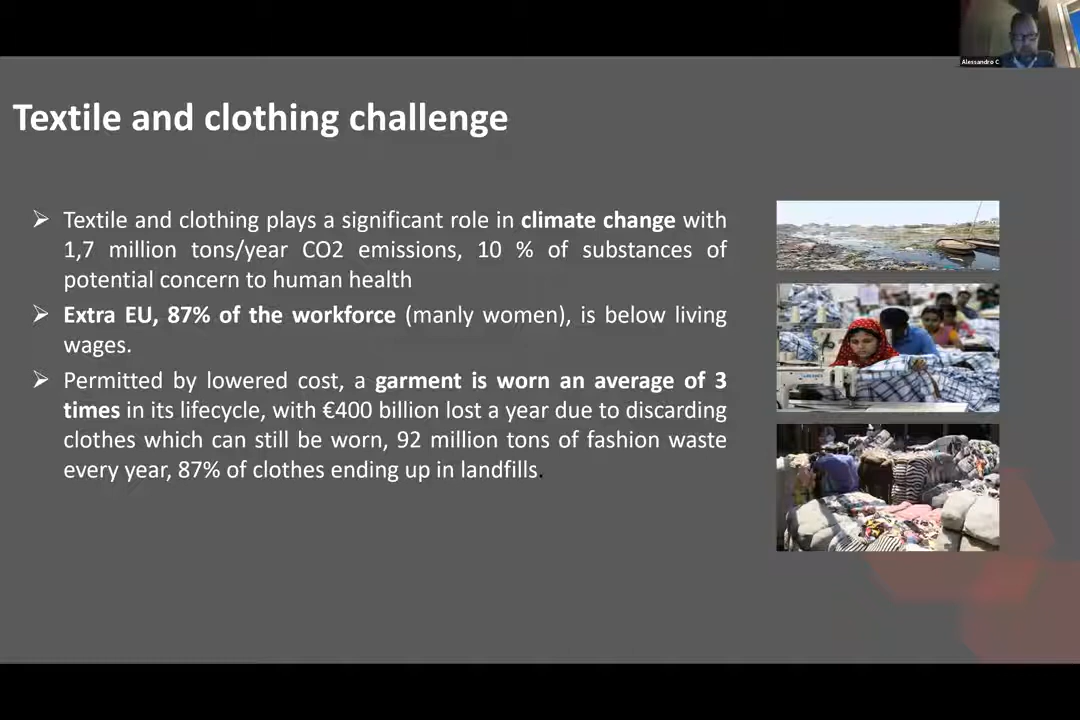 Alessandro C
Textile and clothing challenge
➢ Textile and clothing plays a significant role in climate change with
1,7 million tons/year CO2 emissions, 10 % of substances of
potential concern to human health
➢ Extra EU, 87% of the workforce (manly women), is below living
wages.
➢ Permitted by lowered cost, a garment is worn an average of 3
times in its lifecycle, with €400 billion lost a year due to discarding
clothes which can still be worn, 92 million tons of fashion waste
every year, 87% of clothes ending up in landfills.